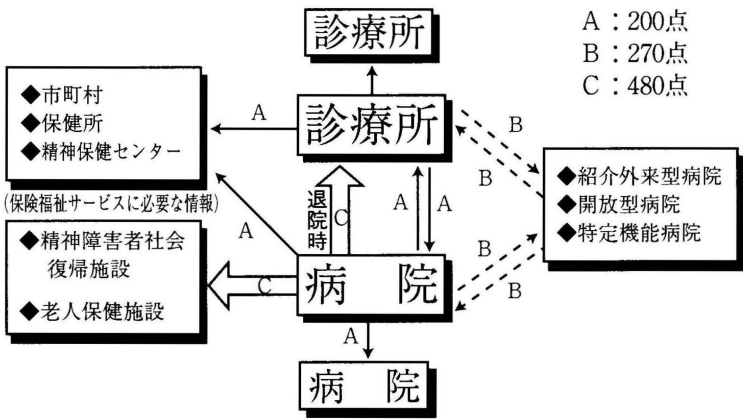 診療所
A：200点
B：270点
C：480点
◆市町村
◆保健所
◆精神保健センター
(保険福祉サービスに必要な情報)
A
診療所
B
B
◆紹介外来型病院
◆開放型病院
◆特定機能病院
A
退院時
C
A
A
◆精神障害者社会
復帰施設
◆老人保健施設
C
病　院
B
B
A
病　院